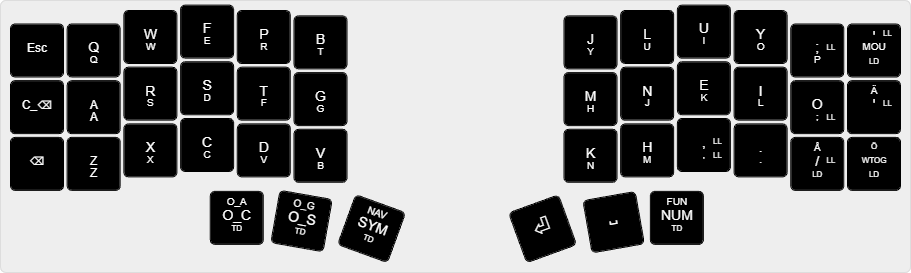 Esc Q Q W W F E P R B T J Y L U U I Y O ; LL P ' LL MOU LD
C_⌫ A A R S S D T F G G M H N J E K I L O : LL Ä ' LL
⌫ Z Z X X C C D V V B K N H M , LL . LL . . Å / LL LD Ö WTOG LD
O_A O_C TD O_G O_S TD NAV SYM TD ⏎ ␣ FUN NUM TD